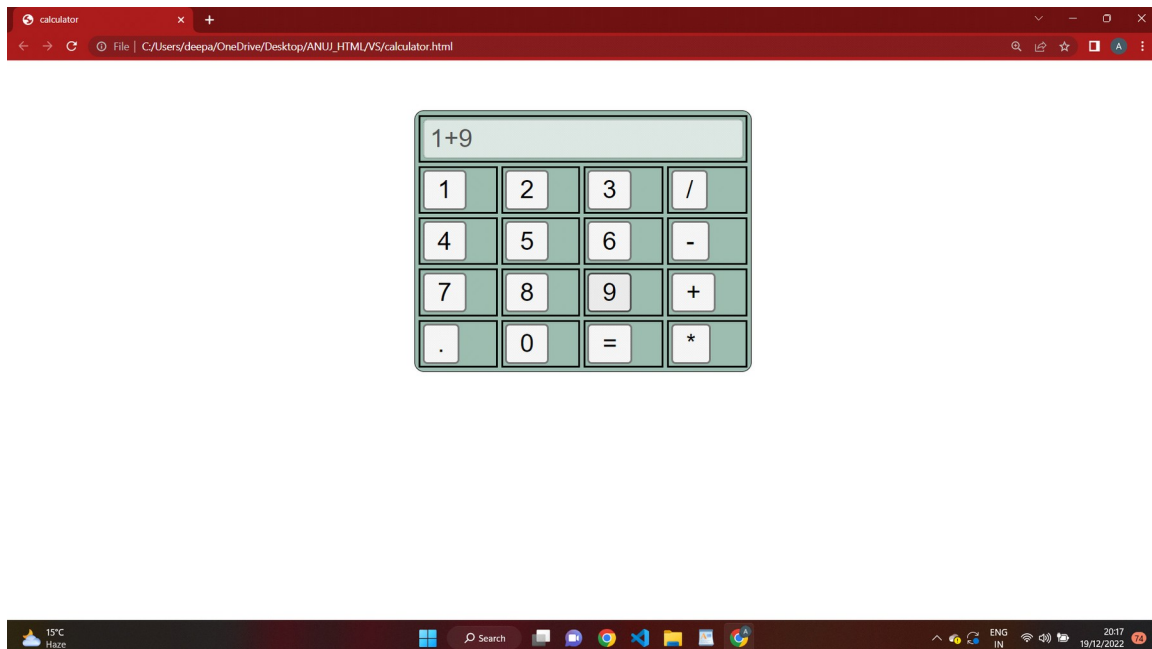 calculator
File | C:/Users/deepa/OneDrive/Desktop/ANUJ_HTML/VS/calculator.html
A
1+9
1 2 3 /
4 5 6 -
7 8 9 +
. 0 = *
15°C
Haze
Search
A
ENG
IN
20:17
19/12/2022
74